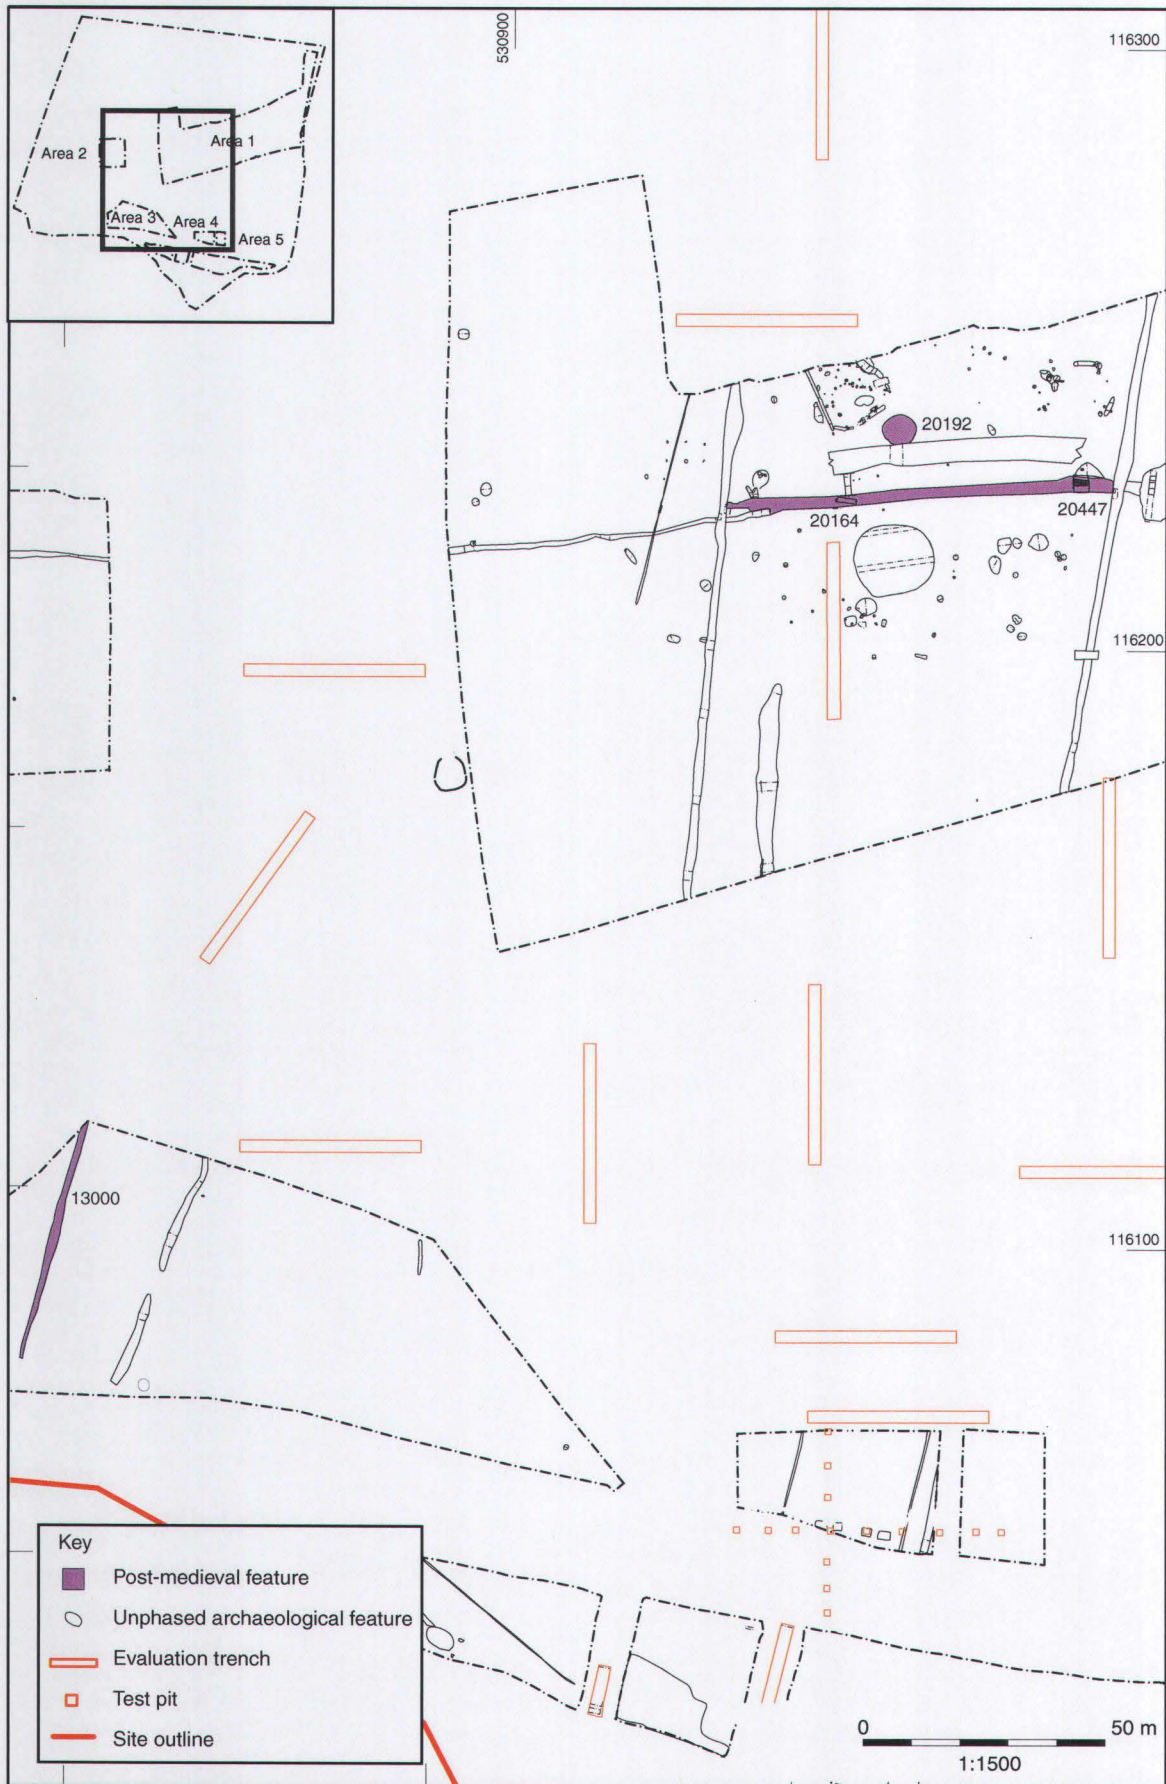 530900
116300
Area 1
Area 2
Area 3
Area 4
Area 5
20192
20164
20447
116200
13000
116100
Key
Post-medieval feature
Unphased archaeological feature
Evaluation trench
Test pit
Site outline
0 50 m
1:1500